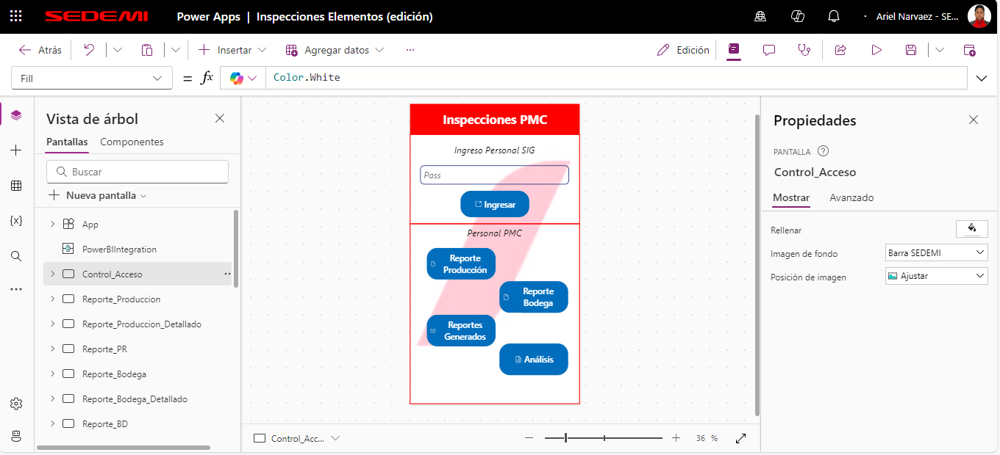 SEDEMI Power Apps | Inspecciones Elementos (edición) Ariel Narvaez - SE...
Atrás Insertar Agregar datos ... Edición
Fill = fx Color.White
Vista de árbol
Pantallas Componentes
Buscar
Nueva pantalla
App
PowerBIIntegration
Control_Acceso ...
Reporte_Produccion
Reporte_Produccion_Detallado
Reporte_PR
Reporte_Bodega
Reporte_Bodega_Detallado
Reporte_BD
Inspecciones PMC
Ingreso Personal SIG
Pass
Ingresar
Personal PMC
Reporte
Producción
Reporte
Bodega
Reportes
Generados
Análisis
Control_Acc... 36 %
Propiedades
PANTALLA ?
Control_Acceso
Mostrar Avanzado
Rellenar
Imagen de fondo Barra SEDEMI
Posición de imagen Ajustar